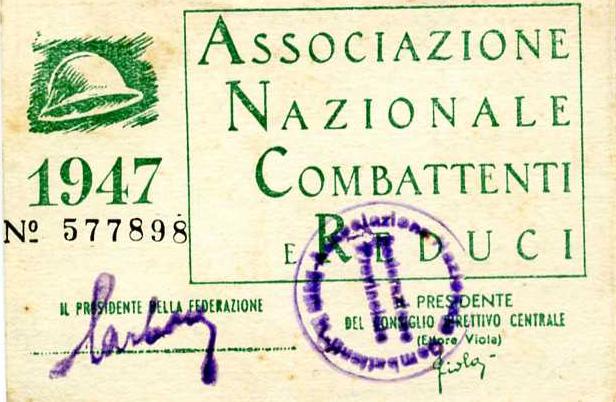 ASSOCIAZIONE
NAZIONALE
COMBATTENTI
E REDUCI
1947
Nº 577898
IL PRESIDENTE DELLA FEDERAZIONE
IL PRESIDENTE
DEL CONSIGLIO DIRETTIVO CENTRALE
(Ettore Viola)